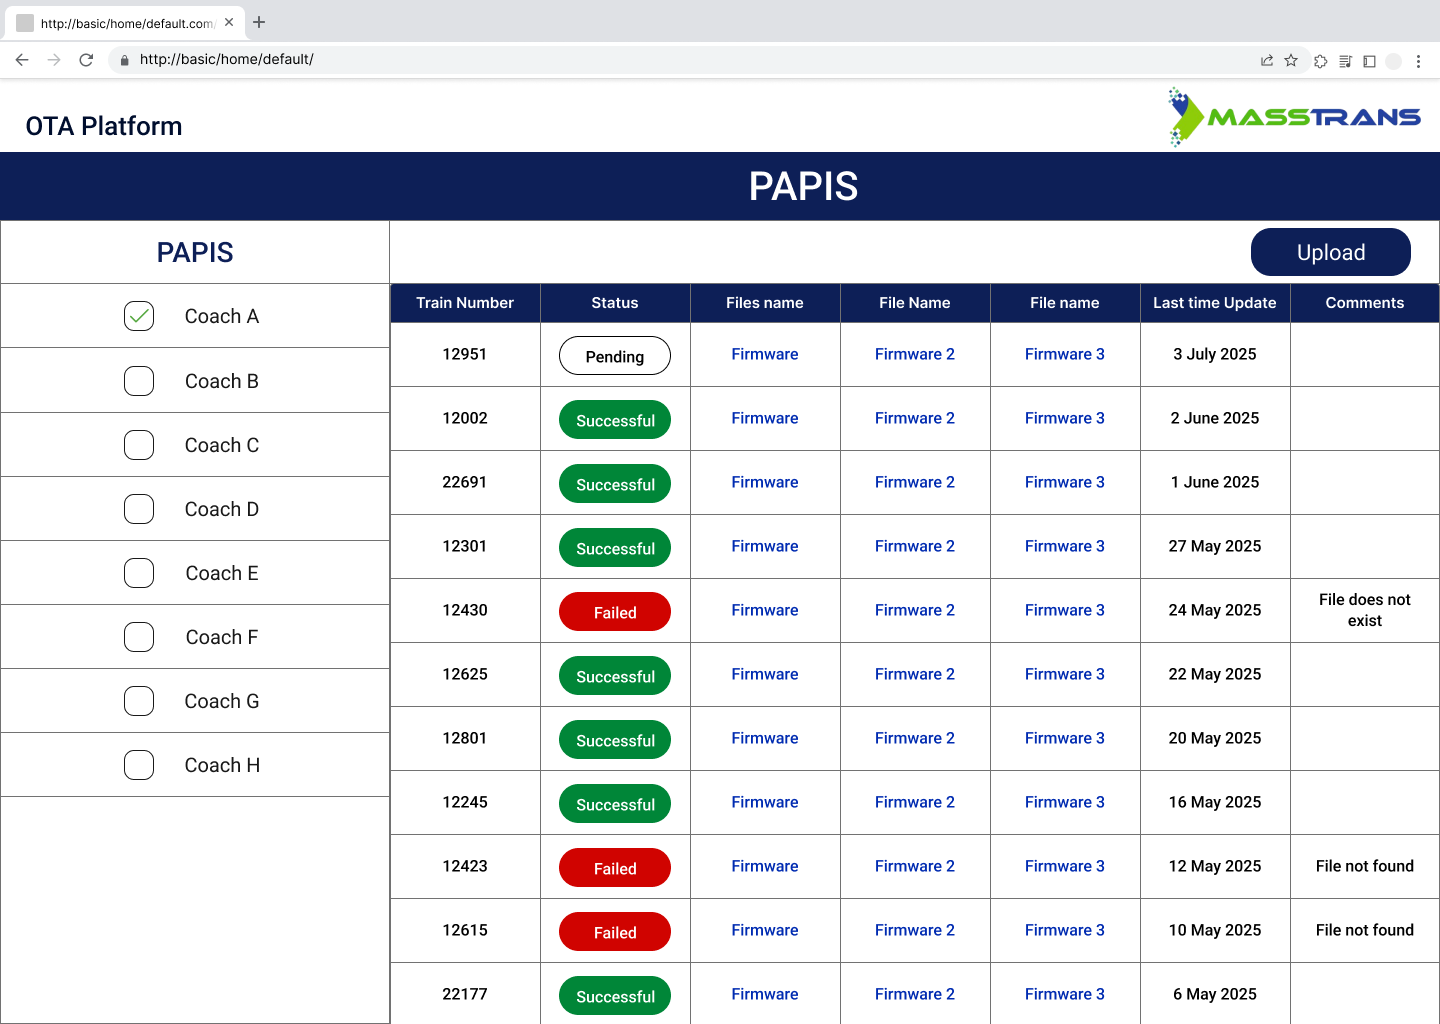 http://basic/home/default.com/
http://basic/home/default/
OTA Platform
MASSTRANS
PAPIS
PAPIS
Upload
Coach A
Coach B
Coach C
Coach D
Coach E
Coach F
Coach G
Coach H
Train Number Status Files name File Name File name Last time Update Comments
12951 Pending Firmware Firmware 2 Firmware 3 3 July 2025
12002 Successful Firmware Firmware 2 Firmware 3 2 June 2025
22691 Successful Firmware Firmware 2 Firmware 3 1 June 2025
12301 Successful Firmware Firmware 2 Firmware 3 27 May 2025
12430 Failed Firmware Firmware 2 Firmware 3 24 May 2025 File does not
exist
12625 Successful Firmware Firmware 2 Firmware 3 22 May 2025
12801 Successful Firmware Firmware 2 Firmware 3 20 May 2025
12245 Successful Firmware Firmware 2 Firmware 3 16 May 2025
12423 Failed Firmware Firmware 2 Firmware 3 12 May 2025 File not found
12615 Failed Firmware Firmware 2 Firmware 3 10 May 2025 File not found
22177 Successful Firmware Firmware 2 Firmware 3 6 May 2025